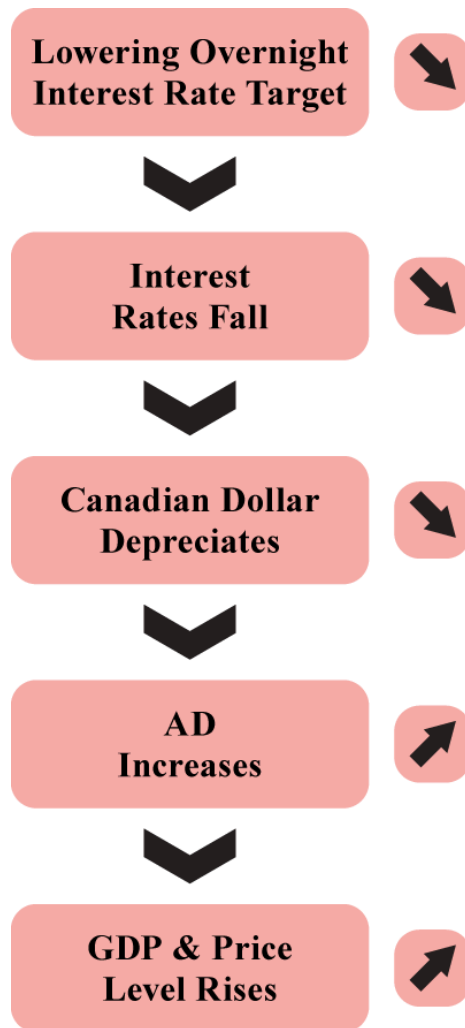 Lowering Overnight
Interest Rate Target
Interest
Rates Fall
Canadian Dollar
Depreciates
AD
Increases
GDP & Price
Level Rises